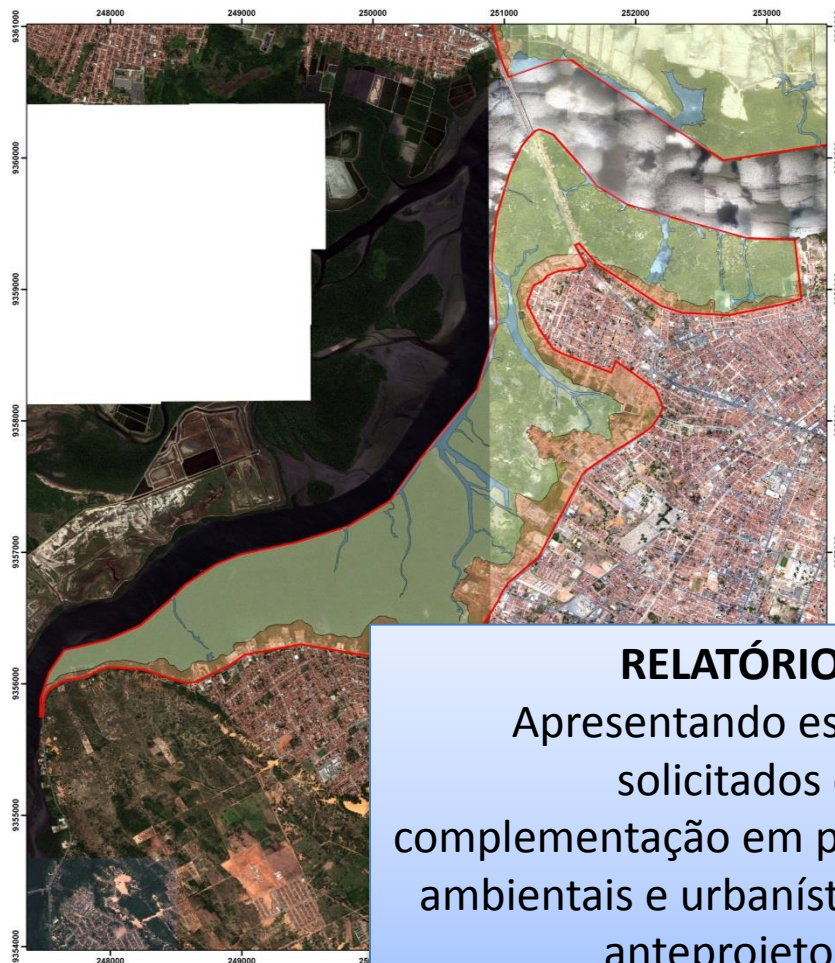 248000 249000 250000 251000 252000 253000
9361000
9360000
9359000
9358000
9357000
9356000
9355000
9354000
248000 249000
RELATÓRIO
Apresentando es
solicitados
complementação em p
ambientais e urbaníst
anteprojeto